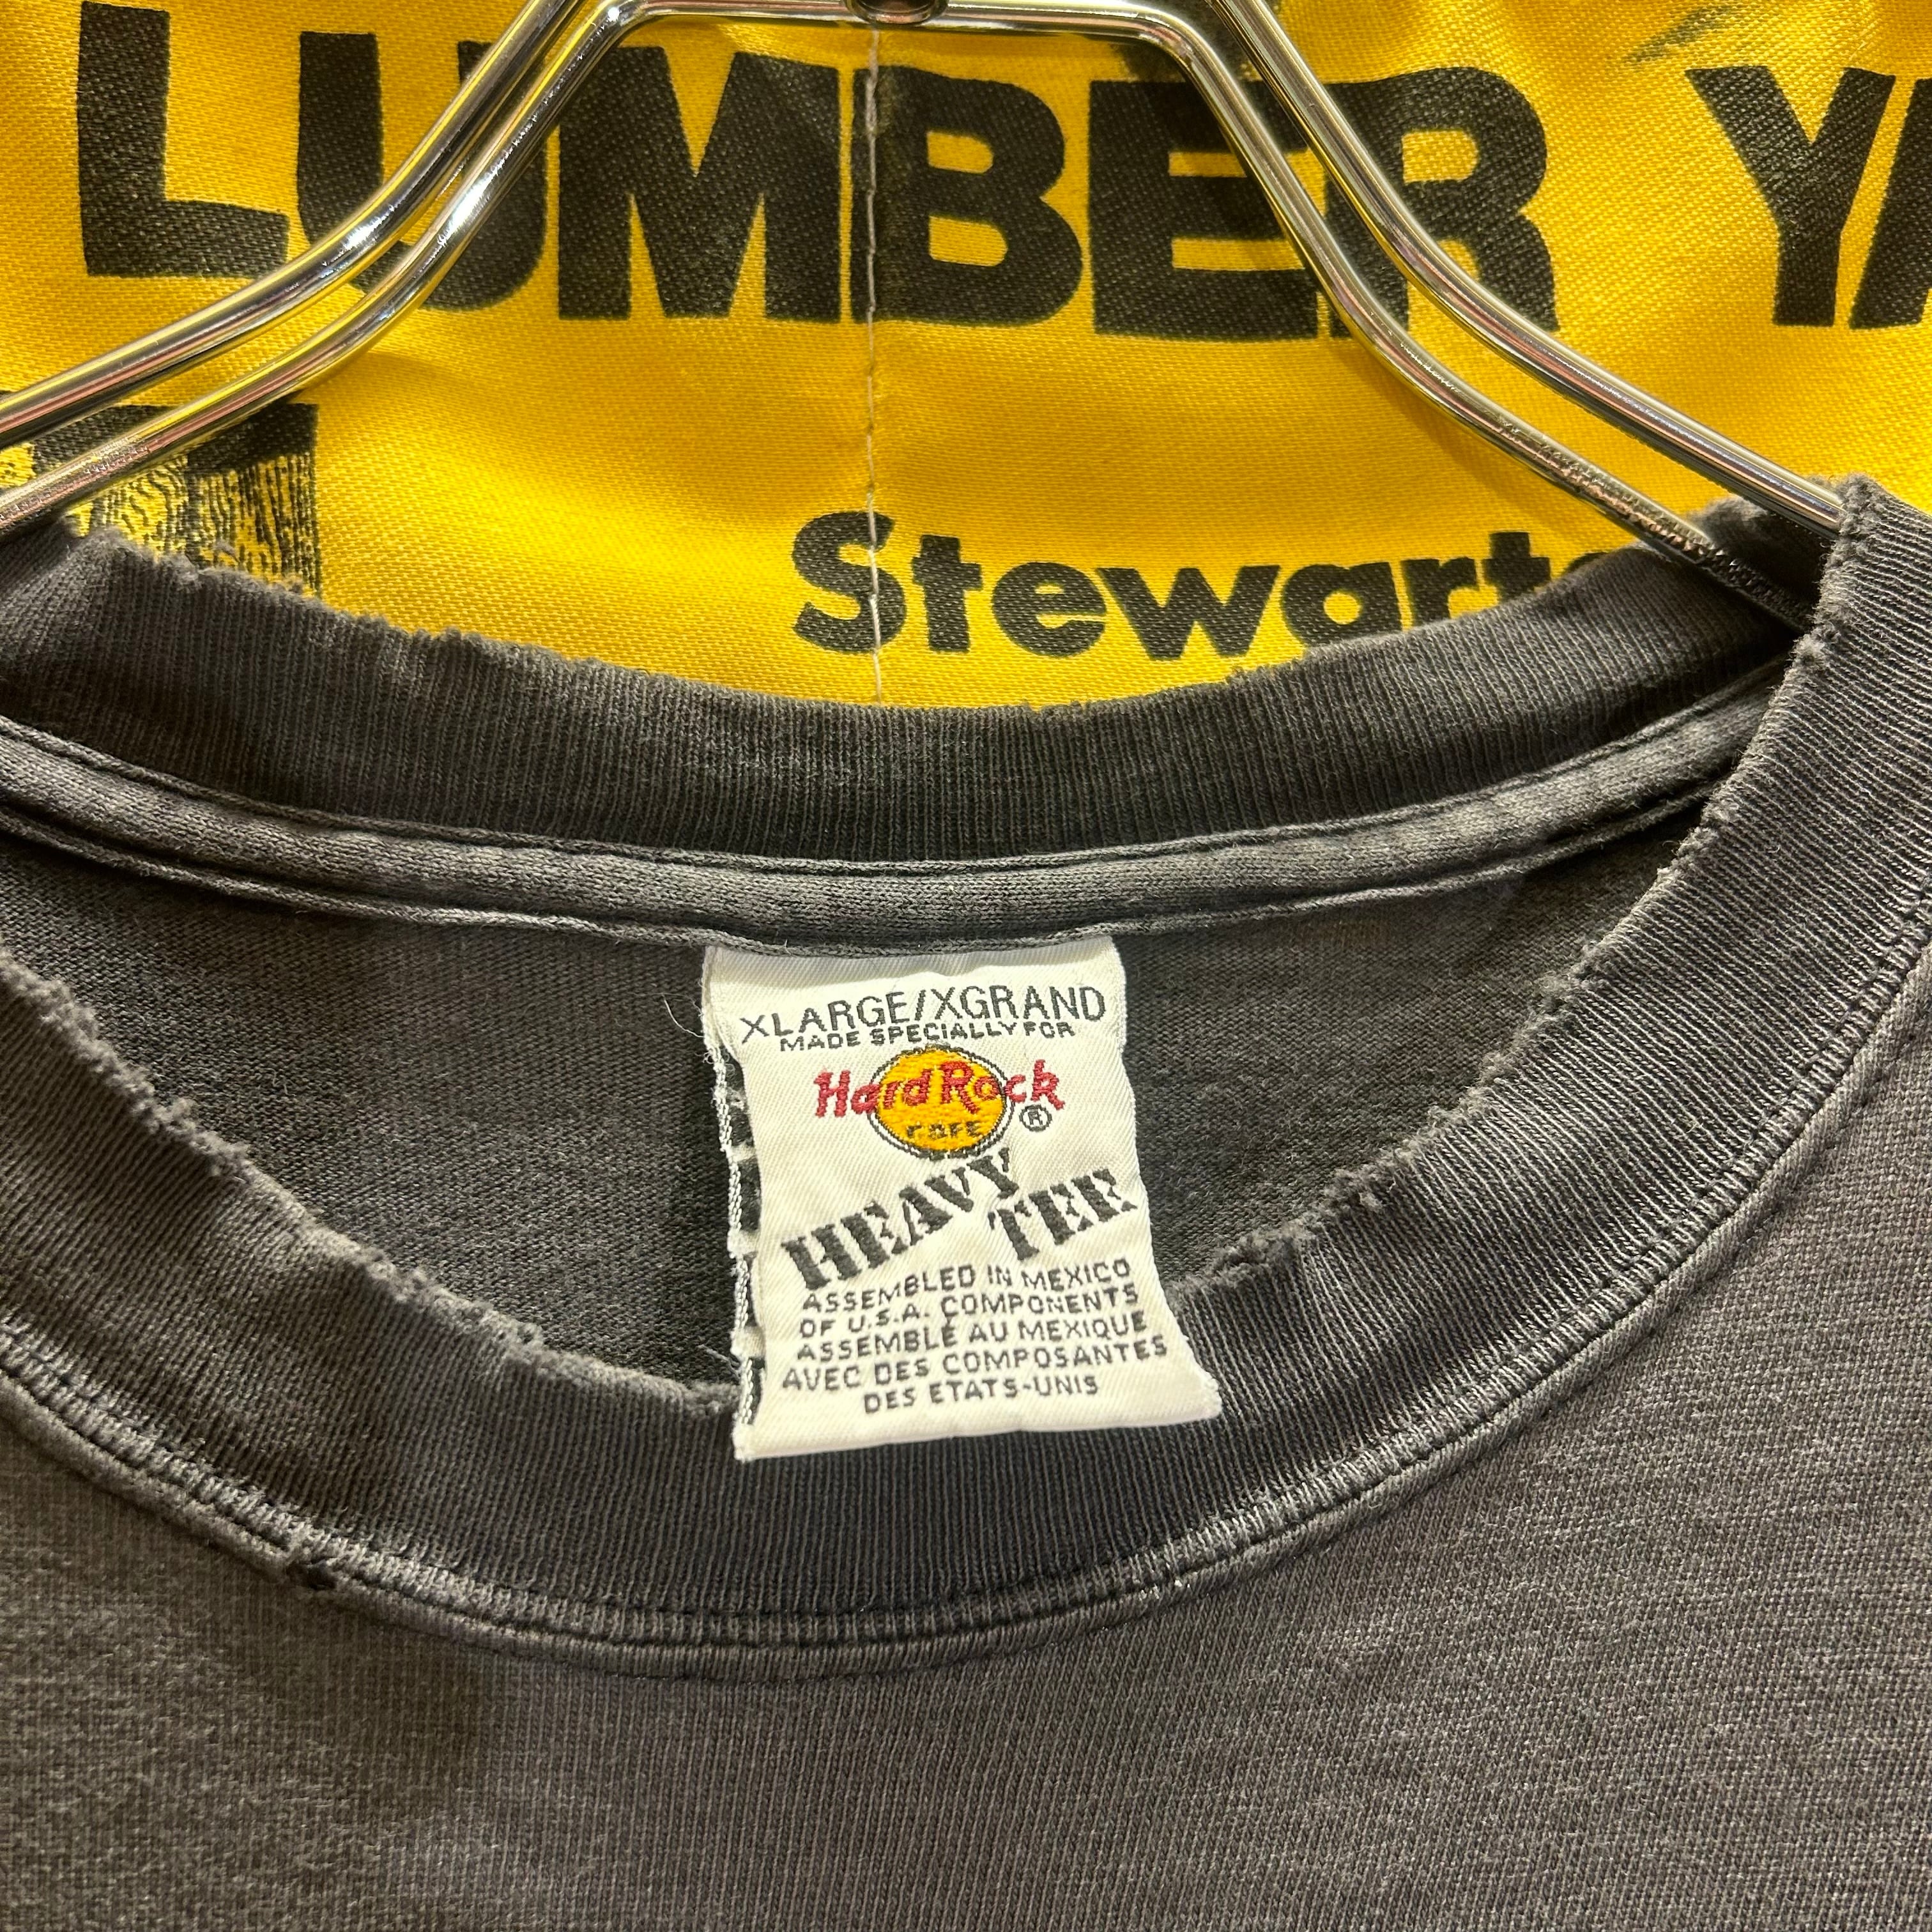 LUMBER
Stewart
XLARGE/XGRAND
MADE SPECIALLY FOR
Hard Rock
CAFE
®
HEAVY
TEE
ASSEMBLED IN MEXICO
OF U.S.A. COMPONENTS
ASSEMBLÉ AU MEXIQUE
AVEC DES COMPOSANTES
DES ETATS-UNIS